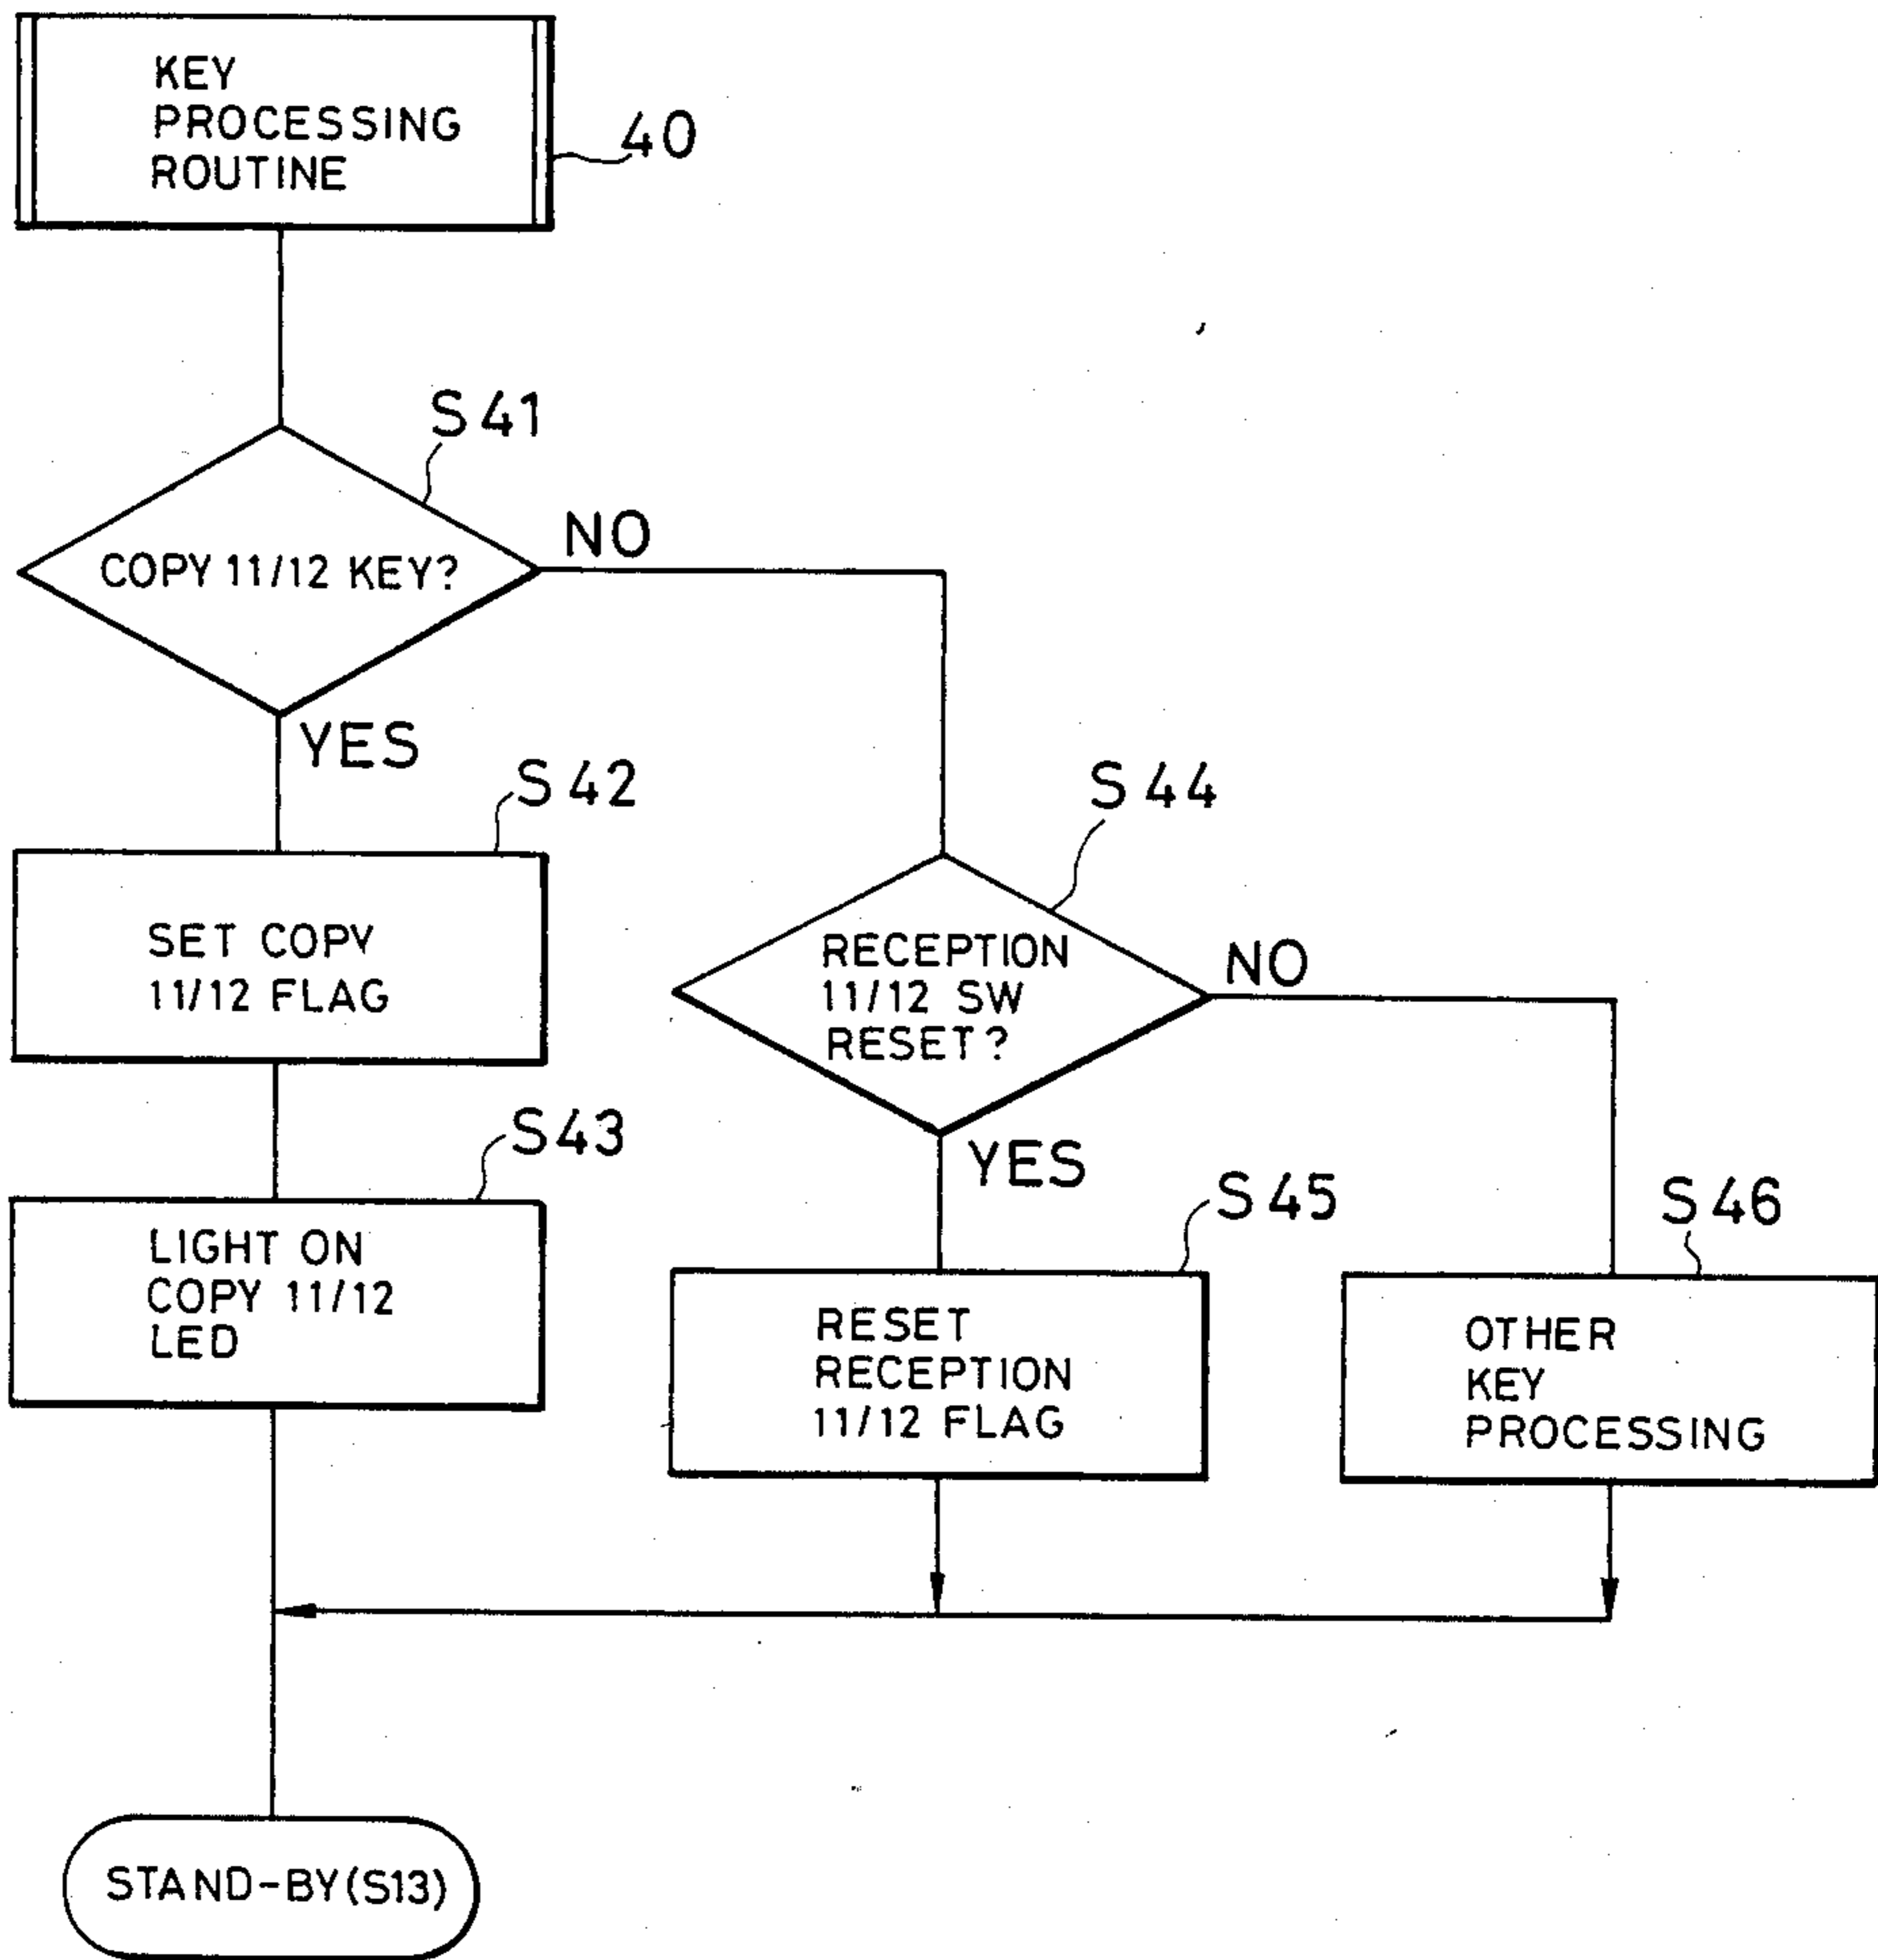 KEY
PROCESSING
ROUTINE
40
S41
COPY 11/12 KEY?
NO
YES
S42
SET COPY
11/12 FLAG
S43
LIGHT ON
COPY 11/12
LED
S44
RECEPTION
11/12 SW
RESET?
NO
YES
S45
RESET
RECEPTION
11/12 FLAG
S46
OTHER
KEY
PROCESSING
STAND-BY(S13)